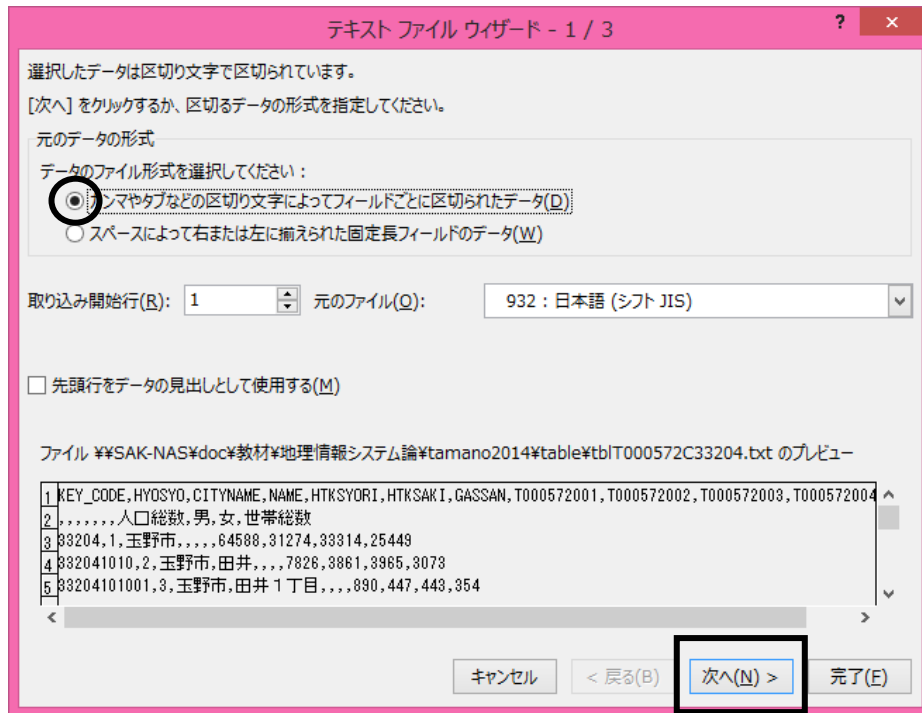 テキスト ファイル ウィザード - 1 / 3
? ×
選択したデータは区切り文字で区切られています。
[次へ] をクリックするか、区切るデータの形式を指定してください。
元のデータの形式
データのファイル形式を選択してください：
カンマやタブなどの区切り文字によってフィールドごとに区切られたデータ(D)
スペースによって右または左に揃えられた固定長フィールドのデータ(W)
取り込み開始行(R): 1 元のファイル(O): 932 : 日本語 (シフト JIS)
先頭行をデータの見出しとして使用する(M)
ファイル ¥¥SAK-NAS¥doc¥教材¥地理情報システム論¥tamano2014¥table¥tblT000572C33204.txt のプレビュー
1 KEY_CODE,HYOSYO,CITYNAME,NAME,HTKSYORI,HTKSAKI,GASSAN,T000572001,T000572002,T000572003,T000572004
2 ,,,,,,,人口総数,男,女,世帯総数
3 33204,1,玉野市,,,,,64588,31274,33314,25449
4 332041010,2,玉野市,田井,,,,7826,3861,3965,3073
5 33204101001,3,玉野市,田井１丁目,,,,890,447,443,354
キャンセル < 戻る(B) 次へ(N) > 完了(F)